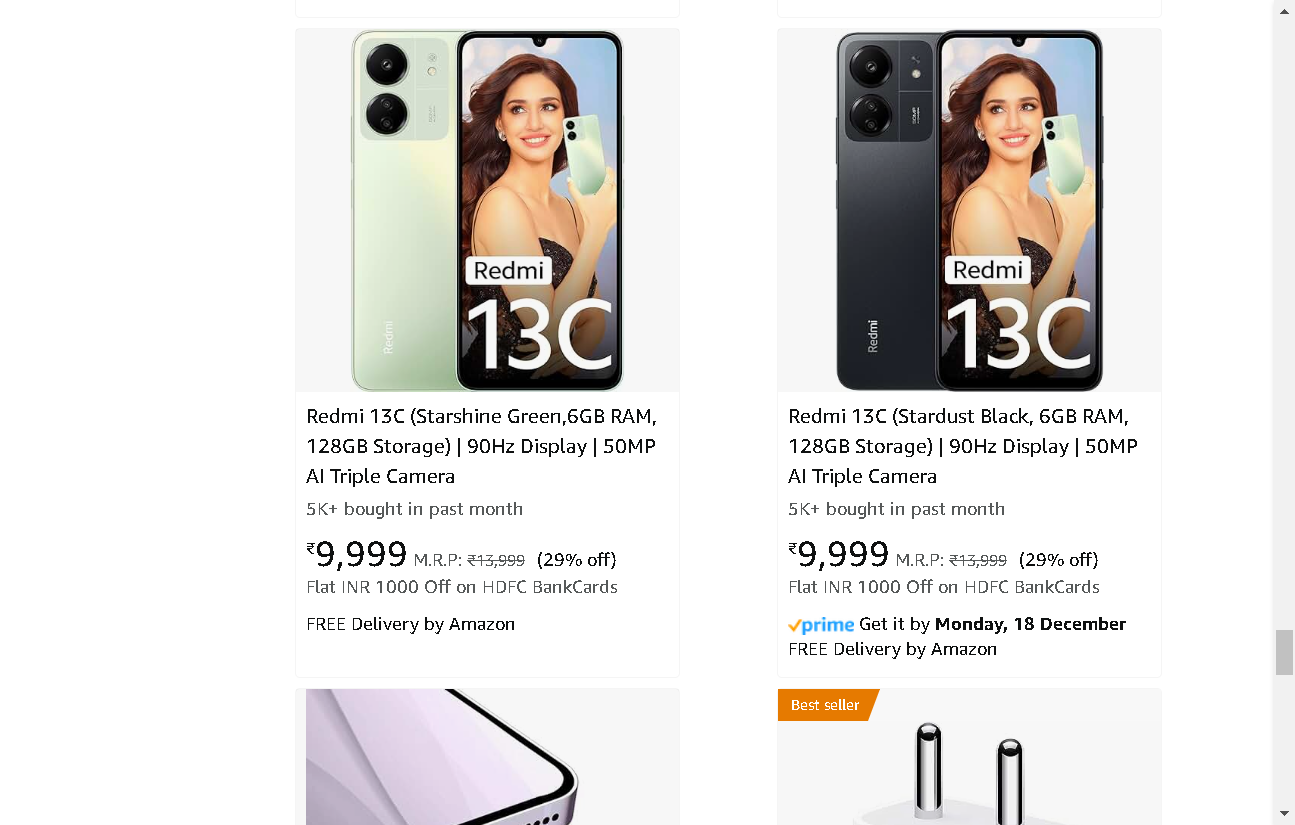 Redmi
Redmi
13C
Redmi 13C (Starshine Green,6GB RAM,
128GB Storage) | 90Hz Display | 50MP
AI Triple Camera
5K+ bought in past month
₹9,999 M.R.P: ₹13,999 (29% off)
Flat INR 1000 Off on HDFC BankCards
FREE Delivery by Amazon
50MP
Redmi
Redmi
13C
Redmi 13C (Stardust Black, 6GB RAM,
128GB Storage) | 90Hz Display | 50MP
AI Triple Camera
5K+ bought in past month
₹9,999 M.R.P: ₹13,999 (29% off)
Flat INR 1000 Off on HDFC BankCards
prime Get it by Monday, 18 December
FREE Delivery by Amazon
Best seller